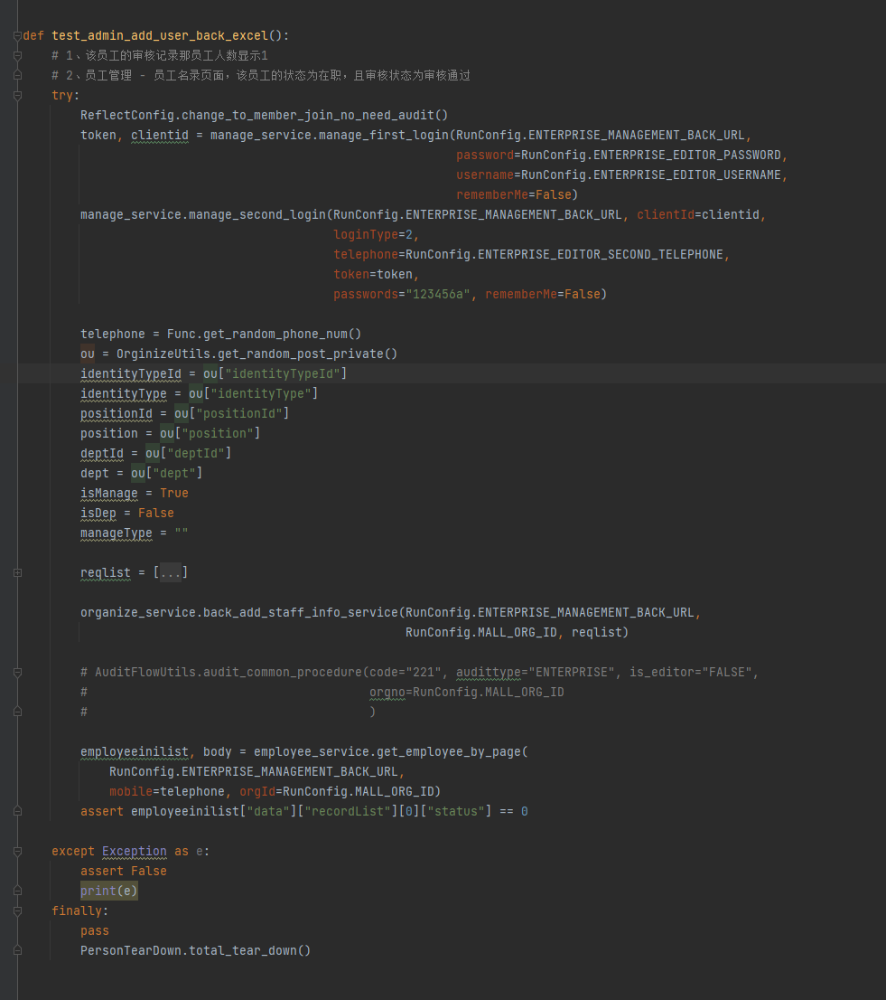 def test_admin_add_user_back_excel():
# 1、该员工的审核记录那员工人数显示1
# 2、员工管理 - 员工名录页面，该员工的状态为在职，且审核状态为审核通过
try:
ReflectConfig.change_to_member_join_no_need_audit()
token, clientid = manage_service.manage_first_login(RunConfig.ENTERPRISE_MANAGEMENT_BACK_URL,
password=RunConfig.ENTERPRISE_EDITOR_PASSWORD,
username=RunConfig.ENTERPRISE_EDITOR_USERNAME,
rememberMe=False)
manage_service.manage_second_login(RunConfig.ENTERPRISE_MANAGEMENT_BACK_URL, clientId=clientid,
loginType=2,
telephone=RunConfig.ENTERPRISE_EDITOR_SECOND_TELEPHONE,
token=token,
passwords="123456a", rememberMe=False)
telephone = Func.get_random_phone_num()
ou = OrginizeUtils.get_random_post_private()
identityTypeId = ou["identityTypeId"]
identityType = ou["identityType"]
positionId = ou["positionId"]
position = ou["position"]
deptId = ou["deptId"]
dept = ou["dept"]
isManage = True
isDep = False
manageType = ""
reqlist = [...]
organize_service.back_add_staff_info_service(RunConfig.ENTERPRISE_MANAGEMENT_BACK_URL,
RunConfig.MALL_ORG_ID, reqlist)
# AuditFlowUtils.audit_common_procedure(code="221", audittype="ENTERPRISE", is_editor="FALSE",
# orgno=RunConfig.MALL_ORG_ID
# )
employeeinilist, body = employee_service.get_employee_by_page(
RunConfig.ENTERPRISE_MANAGEMENT_BACK_URL,
mobile=telephone, orgId=RunConfig.MALL_ORG_ID)
assert employeeinilist["data"]["recordList"][0]["status"] == 0
except Exception as e:
assert False
print(e)
finally:
pass
PersonTearDown.total_tear_down()